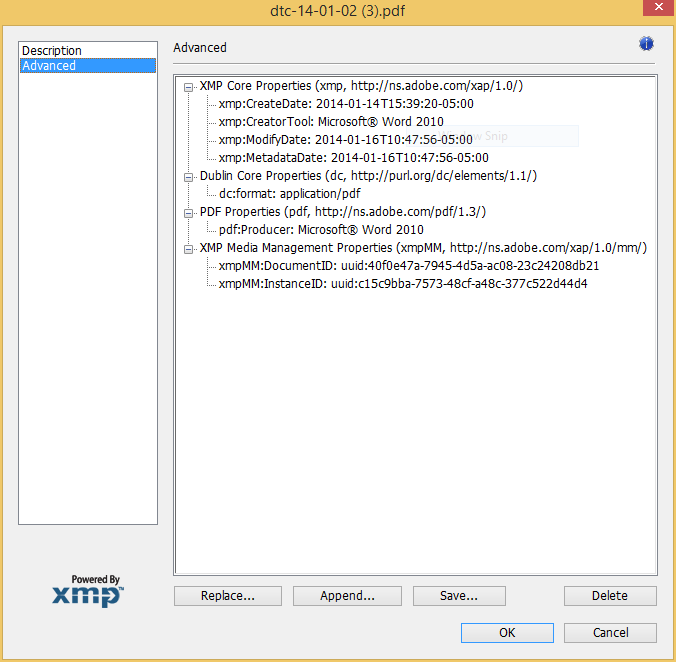 dtc-14-01-02 (3).pdf
Description
Advanced
Advanced
XMP Core Properties (xmp, http://ns.adobe.com/xap/1.0/)
xmp:CreateDate: 2014-01-14T15:39:20-05:00
xmp:CreatorTool: Microsoft® Word 2010
xmp:ModifyDate: 2014-01-16T10:47:56-05:00
Snip
xmp:MetadataDate: 2014-01-16T10:47:56-05:00
Dublin Core Properties (dc, http://purl.org/dc/elements/1.1/)
dc:format: application/pdf
PDF Properties (pdf, http://ns.adobe.com/pdf/1.3/)
pdf:Producer: Microsoft® Word 2010
XMP Media Management Properties (xmpMM, http://ns.adobe.com/xap/1.0/mm/)
xmpMM:DocumentID: uuid:40f0e47a-7945-4d5a-ac08-23c24208db21
xmpMM:InstanceID: uuid:c15c9bba-7573-48cf-a48c-377c522d44d4
Powered By
xmp™
Replace...
Append...
Save...
Delete
OK
Cancel